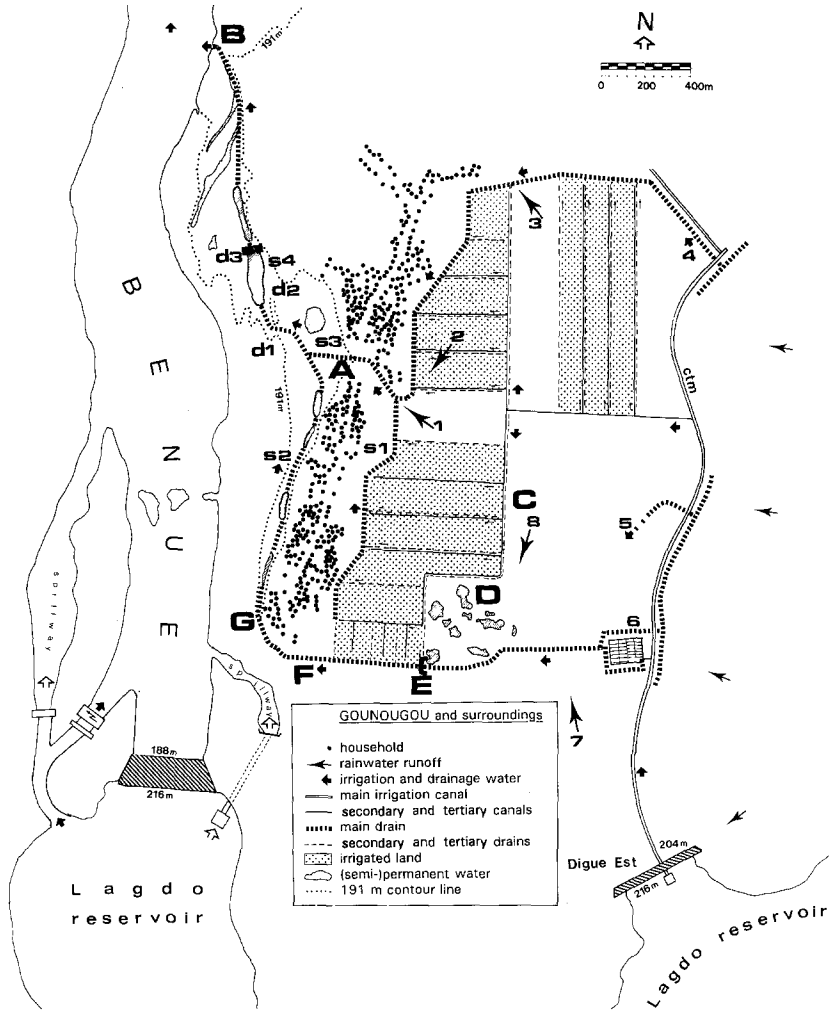 B
191m
N
0 200 400m
3
4
d3
s4
d2
d1
s3
A
2
1
ctm
191m
s2
s1
C
8
5
D
6
G
F
E
7
BENUE
spillway
spillway
188m
216m
Lagdo
reservoir
GOUNOUGOU and surroundings
household
rainwater runoff
irrigation and drainage water
main irrigation canal
secondary and tertiary canals
main drain
secondary and tertiary drains
irrigated land
(semi-)permanent water
191 m contour line
Digue Est
204m
216m
Lagdo reservoir